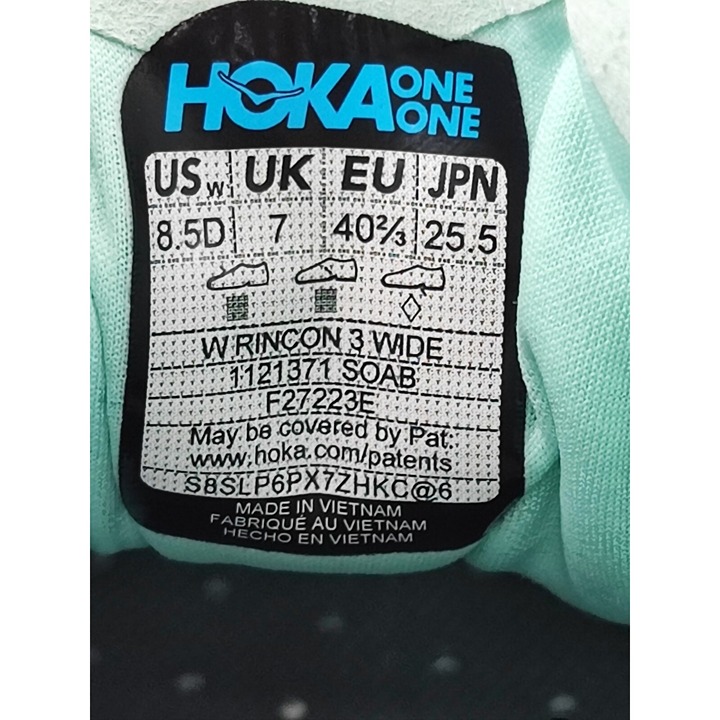 HOKA ONE ONE
US W UK EU JPN
8.5D 7 40⅔ 25.5
W RINCON 3 WIDE
1121371 SOAB
F27223E
May be covered by Pat:
www.hoka.com/patents
S8SLP6PX7ZHKC@6
MADE IN VIETNAM
FABRIQUÉ AU VIETNAM
HECHO EN VIETNAM